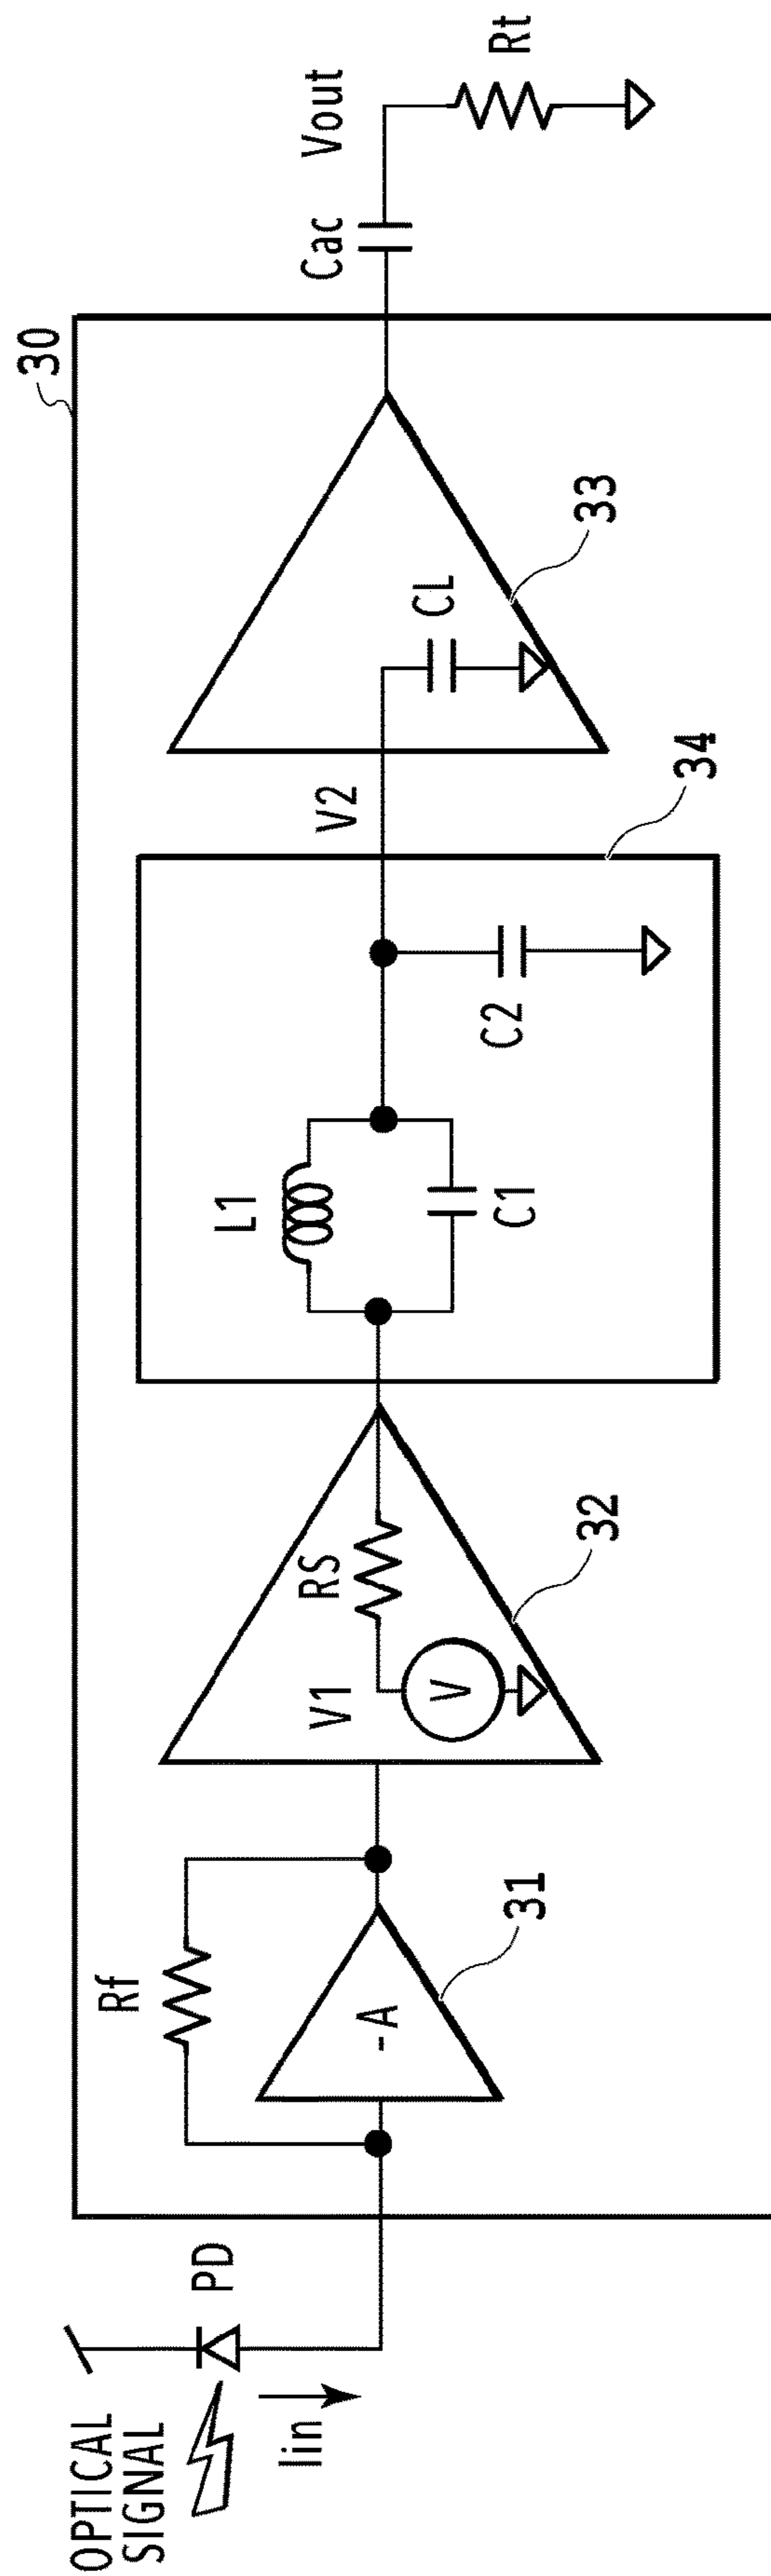 OPTICAL
SIGNAL
Iin
PD
30
Rf
-A
31
V1
V
RS
32
L1
C1
C2
34
V2
CL
33
Cac
Vout
Rt